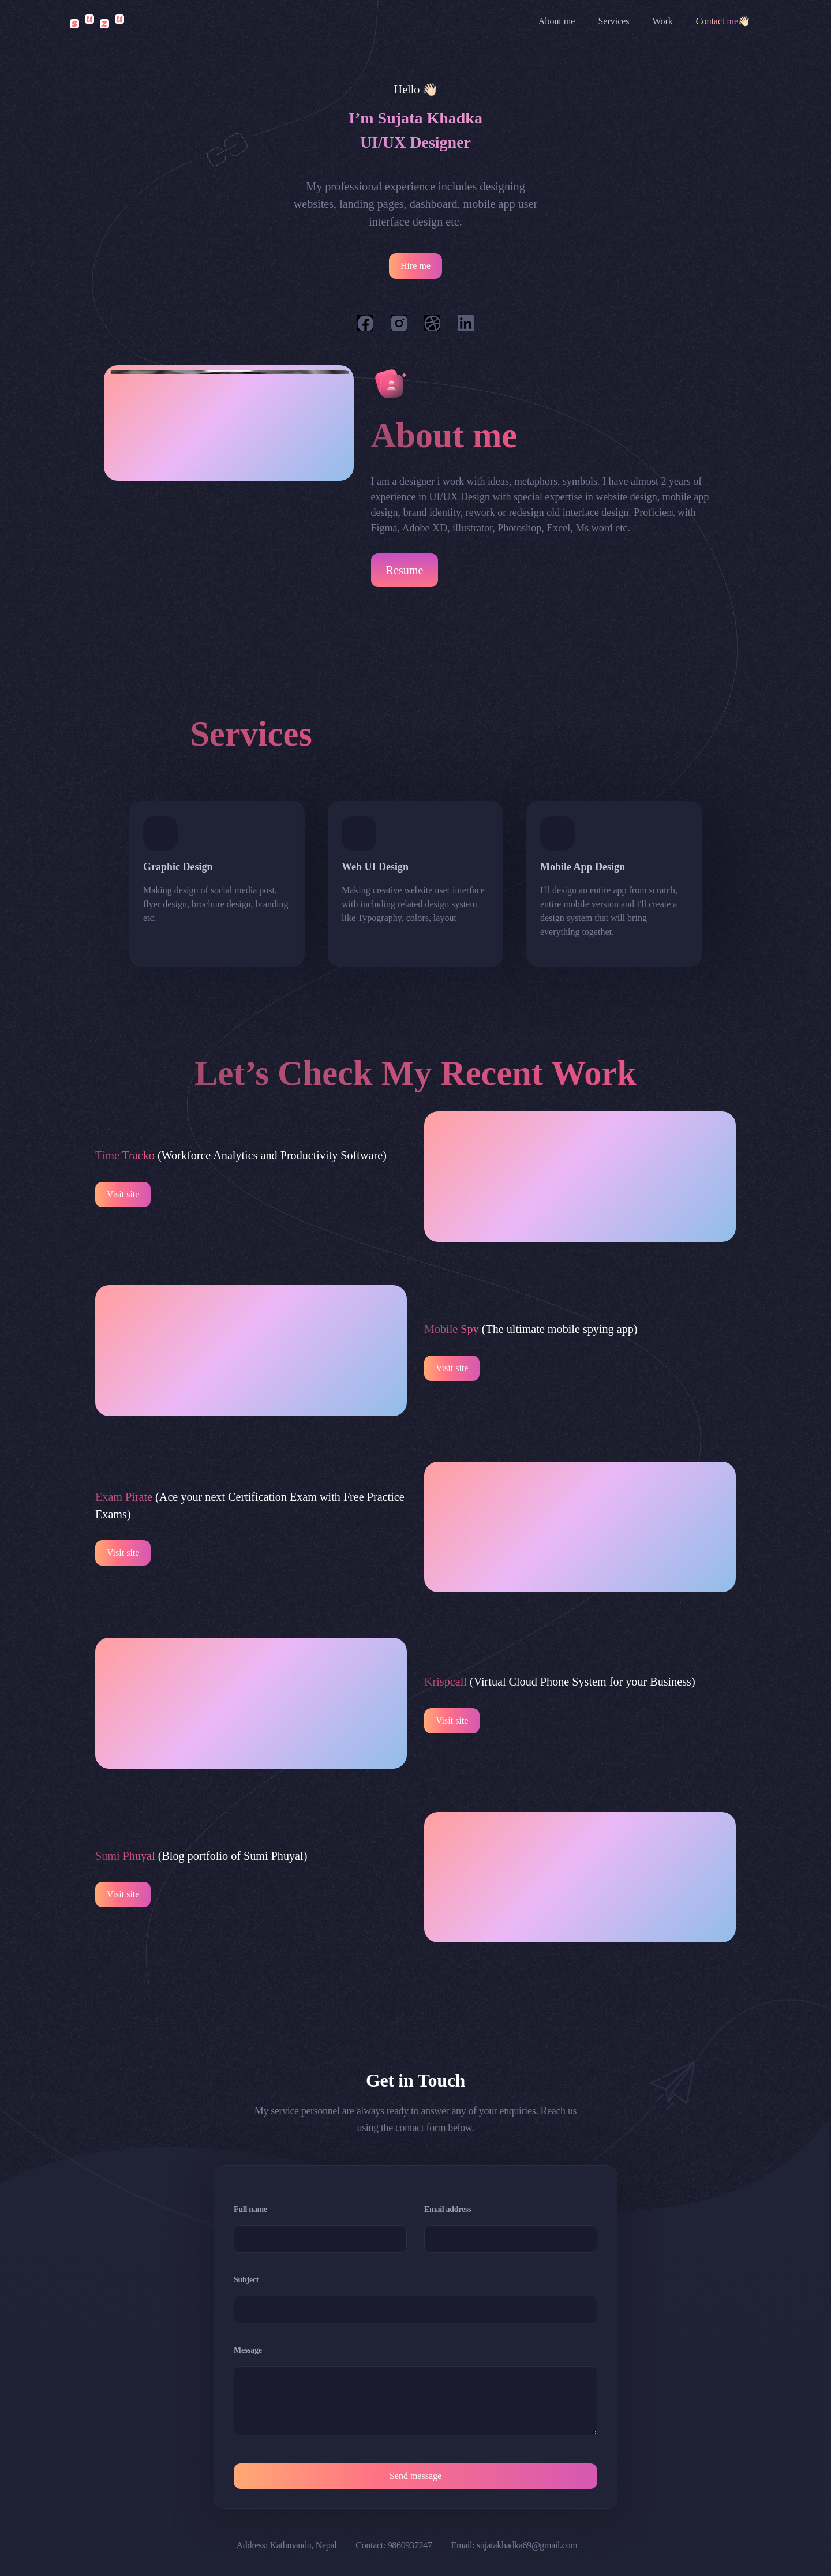 SUZU
About me Services Work Contact me👋🏻
Hello 👋🏻
I’m Sujata Khadka
UI/UX Designer
My professional experience includes designing
websites, landing pages, dashboard, mobile app user
interface design etc.
Hire me
About me
I am a designer i work with ideas, metaphors, symbols. I have almost 2 years of
experience in UI/UX Design with special expertise in website design, mobile app
design, brand identity, rework or redesign old interface design. Proficient with
Figma, Adobe XD, illustrator, Photoshop, Excel, Ms word etc.
Resume
Services
Graphic Design
Making design of social media post,
flyer design, brochure design, branding
etc.
Web UI Design
Making creative website user interface
with including related design system
like Typography, colors, layout
Mobile App Design
I'll design an entire app from scratch,
entire mobile version and I'll create a
design system that will bring
everything together.
Let’s Check My Recent Work
Time Tracko (Workforce Analytics and Productivity Software)
Visit site
Mobile Spy (The ultimate mobile spying app)
Visit site
Exam Pirate (Ace your next Certification Exam with Free Practice
Exams)
Visit site
Krispcall (Virtual Cloud Phone System for your Business)
Visit site
Sumi Phuyal (Blog portfolio of Sumi Phuyal)
Visit site
Get in Touch
My service personnel are always ready to answer any of your enquiries. Reach us
using the contact form below.
Full name
Email address
Subject
Message
Send message
Address: Kathmandu, Nepal Contact: 9860937247 Email: sujatakhadka69@gmail.com